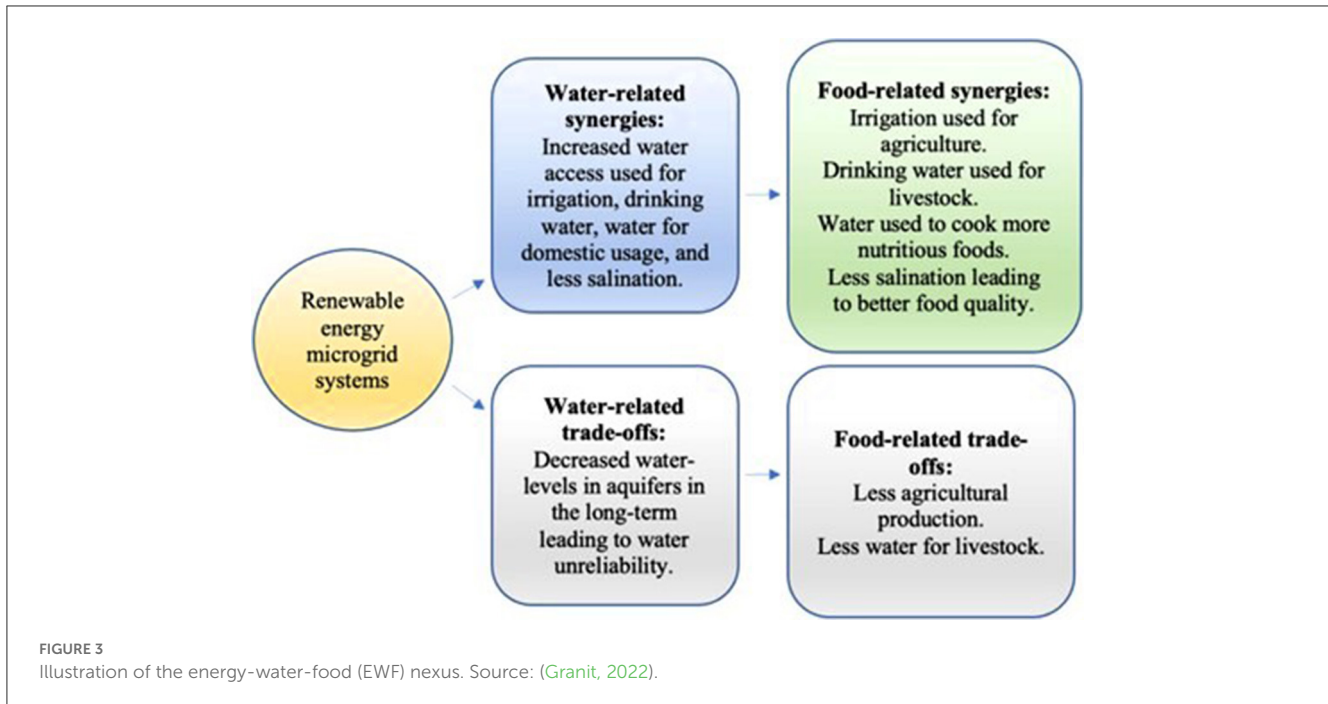 Renewable
energy
microgrid
systems
Water-related
synergies:
Increased water
access used for
irrigation, drinking
water, water for
domestic usage, and
less salination.
Food-related synergies:
Irrigation used for
agriculture.
Drinking water used for
livestock.
Water used to cook more
nutritious foods.
Less salination leading
to better food quality.
Water-related
trade-offs:
Decreased water-
levels in aquifers in
the long-term
leading to water
unreliability.
Food-related trade-
offs:
Less agricultural
production.
Less water for livestock.
FIGURE 3
Illustration of the energy-water-food (EWF) nexus. Source: (Granit, 2022).